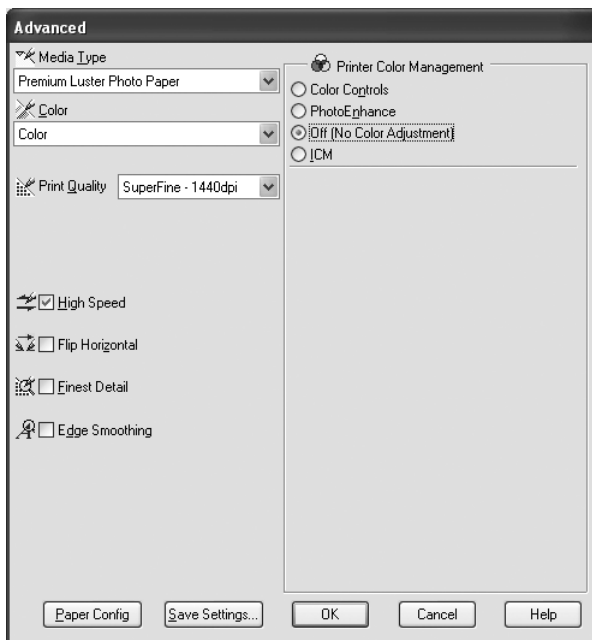 Advanced
Media Type
Premium Luster Photo Paper
Color
Color
Print Quality SuperFine - 1440dpi
High Speed
Flip Horizontal
Finest Detail
Edge Smoothing
Printer Color Management
Color Controls
PhotoEnhance
Off (No Color Adjustment)
ICM
Paper Config Save Settings... OK Cancel Help